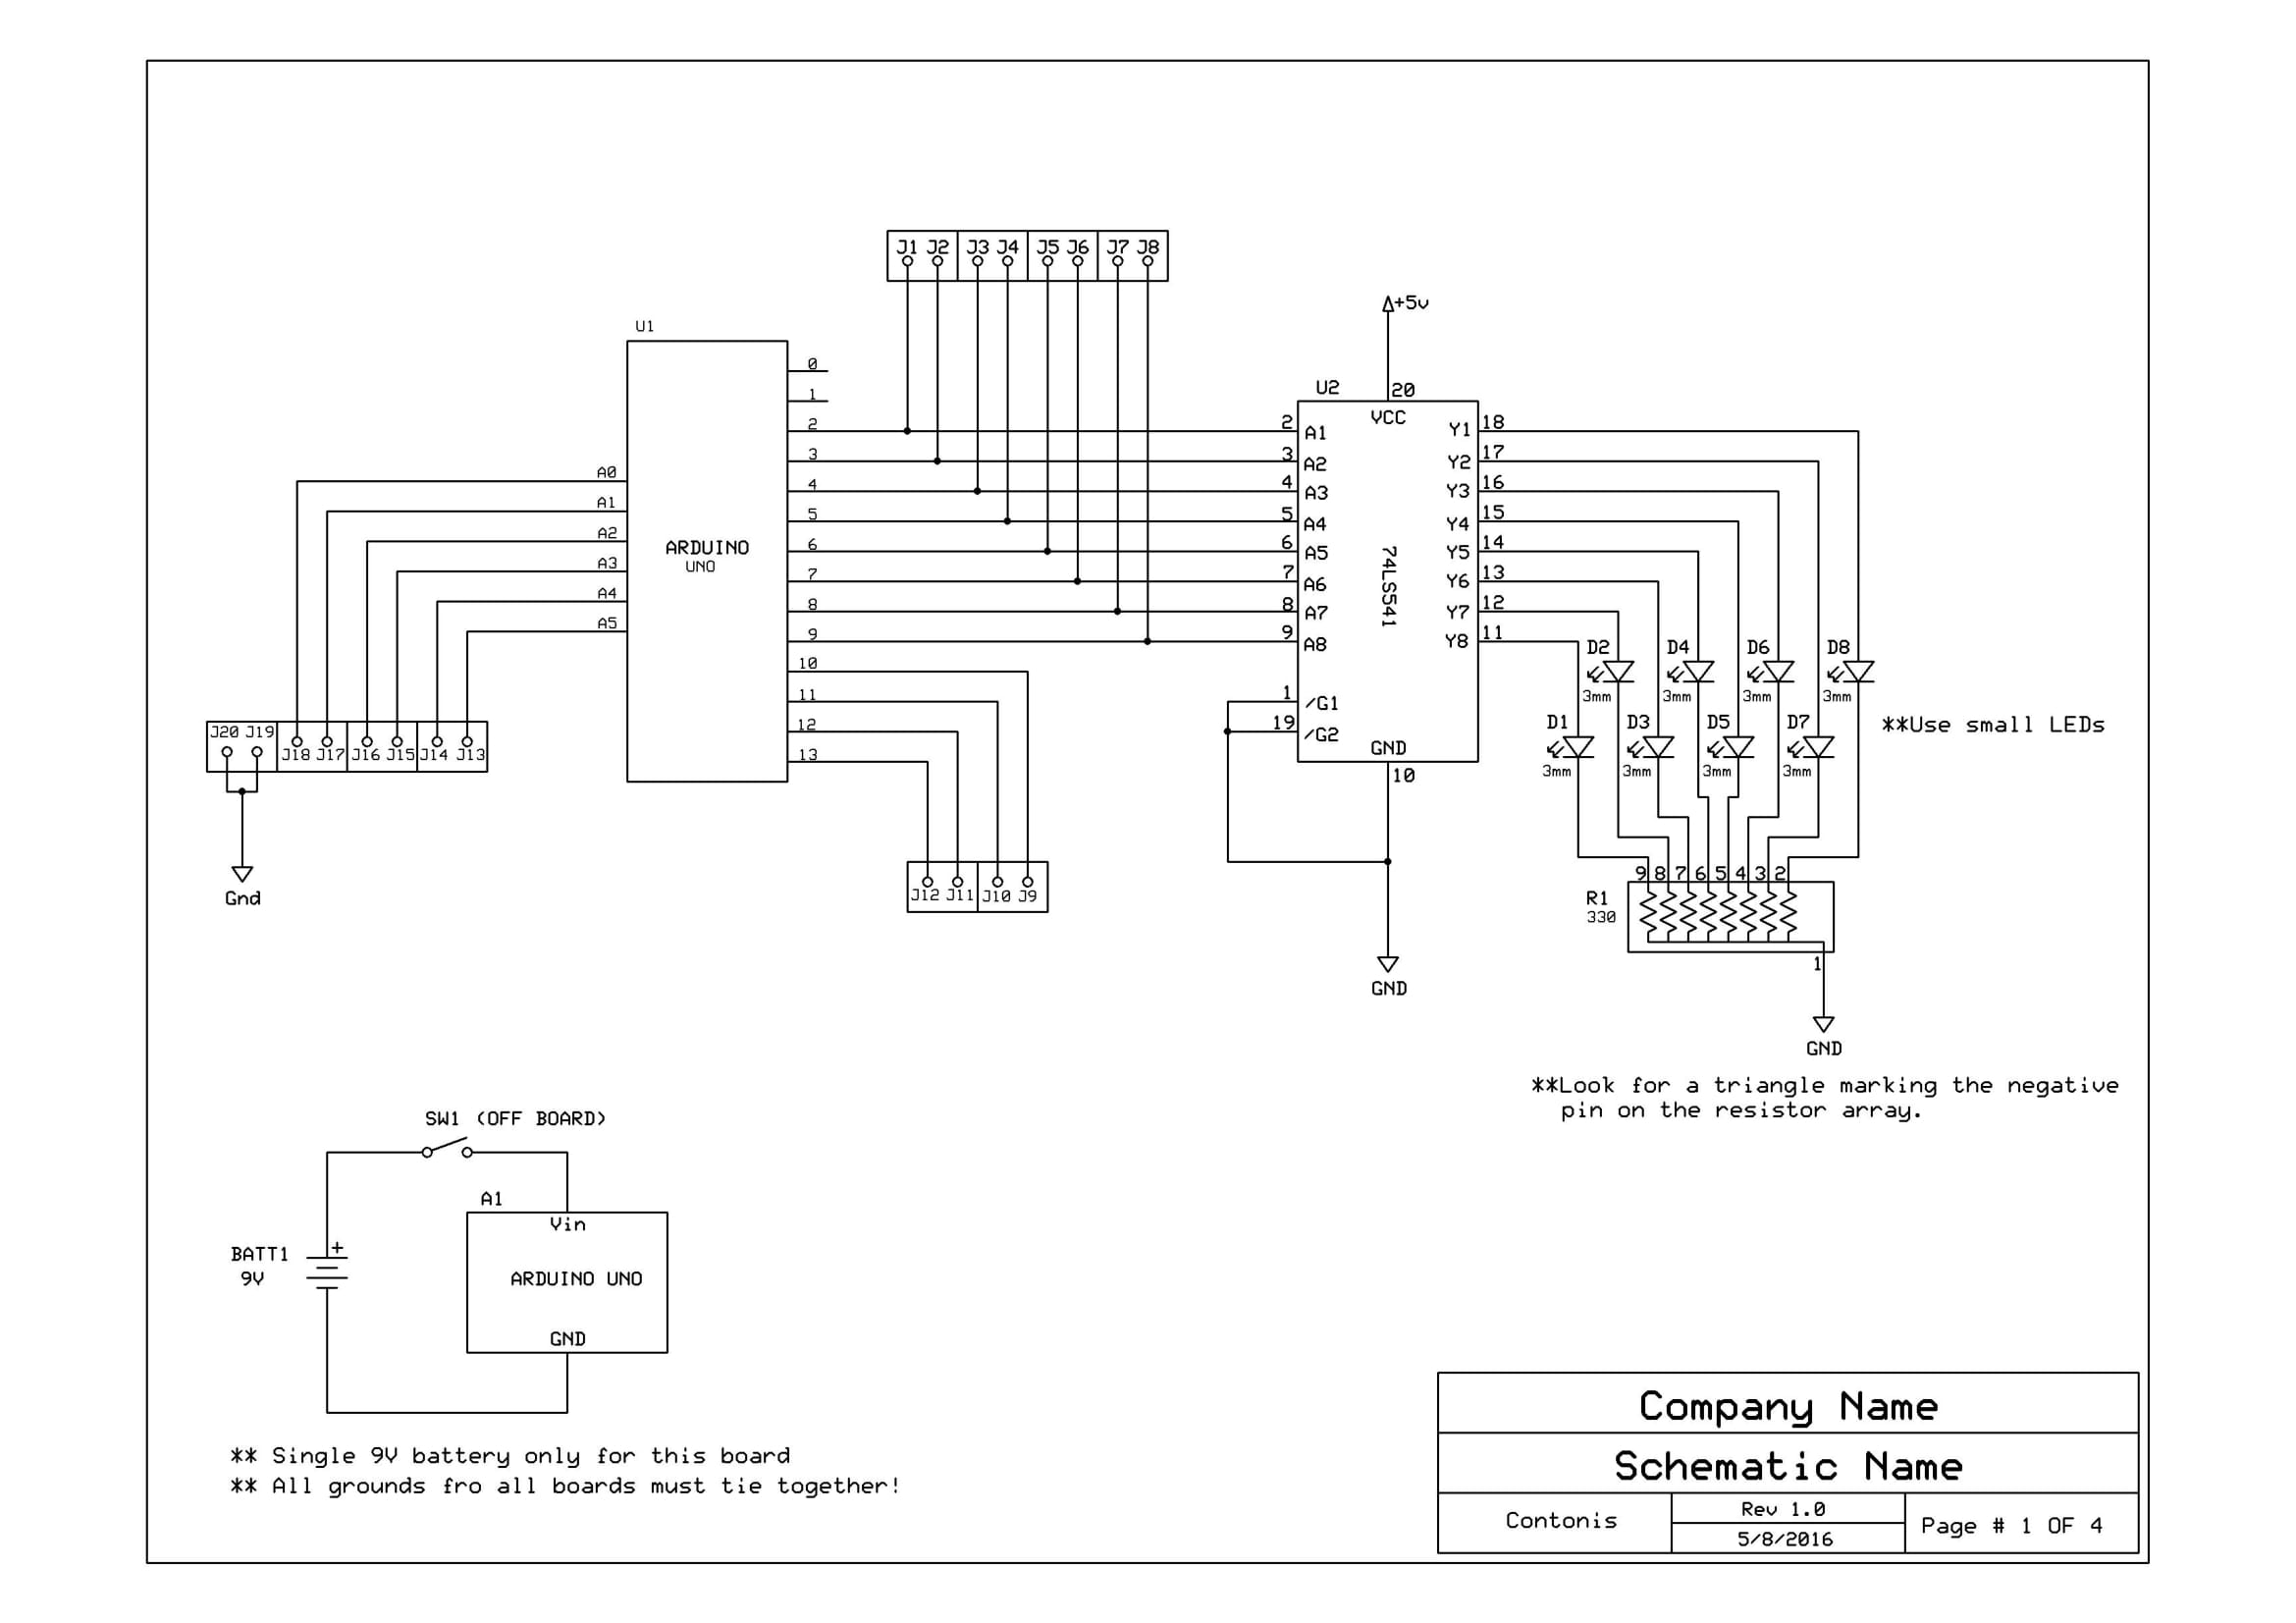 J1 J2 J3 J4 J5 J6 J7 J8
+5v
U1
U2 20
0
1
2
3
4
5
6
7
8
9
10
11
12
13
A0
A1
A2
A3
A4
A5
ARDUINO
UNO
VCC
2 A1 Y1 18
3 A2 Y2 17
4 A3 Y3 16
5 A4 Y4 15
6 A5 Y5 14
7 A6 Y6 13
8 A7 Y7 12
9 A8 Y8 11
74LS541
1 /G1
19 /G2
GND
10
D2 D4 D6 D8
3mm 3mm 3mm 3mm
D1 D3 D5 D7
3mm 3mm 3mm 3mm
**Use small LEDs
J20 J19 J18 J17 J16 J15 J14 J13
Gnd
J12 J11 J10 J9
9 8 7 6 5 4 3 2
R1
330
1
GND
GND
**Look for a triangle marking the negative
pin on the resistor array.
SW1 (OFF BOARD)
A1
Vin
BATT1 +
9V
ARDUINO UNO
GND
** Single 9V battery only for this board
** All grounds fro all boards must tie together!
Company Name
Schematic Name
Contonis
Rev 1.0
5/8/2016
Page # 1 OF 4